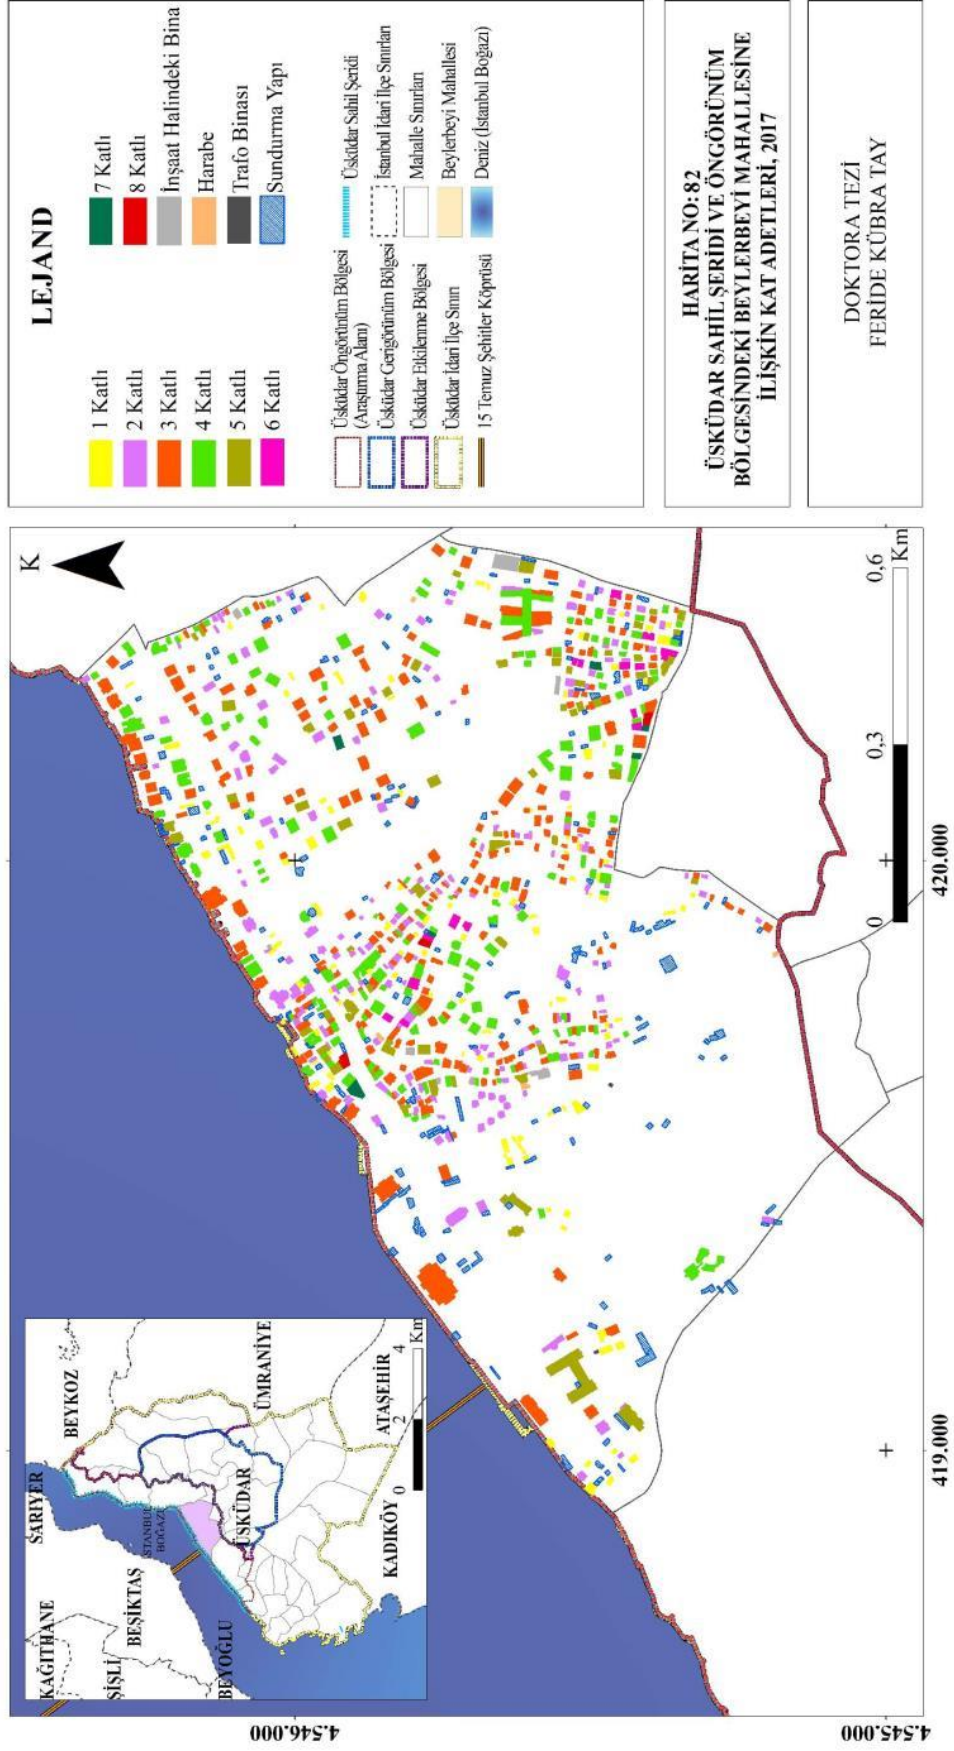 SARIYER
KAĞITHANE
BEYKOZ
ŞİŞLİ
BEŞİKTAŞ
İSTANBUL
BOĞAZI
ÜMRANİYE
BEYOĞLU
ÜSKÜDAR
ATAŞEHİR
KADIKÖY
0 2 4
Km
K
4.546.000
4.545.000
419.000
420.000
0 0,3 0,6
Km
LEJAND
1 Katlı
2 Katlı
3 Katlı
4 Katlı
5 Katlı
6 Katlı
7 Katlı
8 Katlı
İnşaat Halindeki Bina
Harabe
Trafo Binası
Sundurma Yapı
Üsküdar Öngörünüm Bölgesi
(Araştırma Alanı)
Üsküdar Gerigörünüm Bölgesi
Üsküdar Etkilenme Bölgesi
Üsküdar İdari İlçe Sınırı
15 Temuz Şehitler Köprüsü
Üsküdar Sahil Şeridi
İstanbul İdari İlçe Sınırları
Mahalle Sınırları
Beylerbeyi Mahallesi
Deniz (İstanbul Boğazı)
HARİTA NO: 82
ÜSKÜDAR SAHİL ŞERİDİ VE ÖNGÖRÜNÜM
BÖLGESİNDEKİ BEYLERBEYİ MAHALLESİNE
İLİŞKİN KAT ADETLERİ, 2017
DOKTORA TEZİ
FERİDE KÜBRA TAY